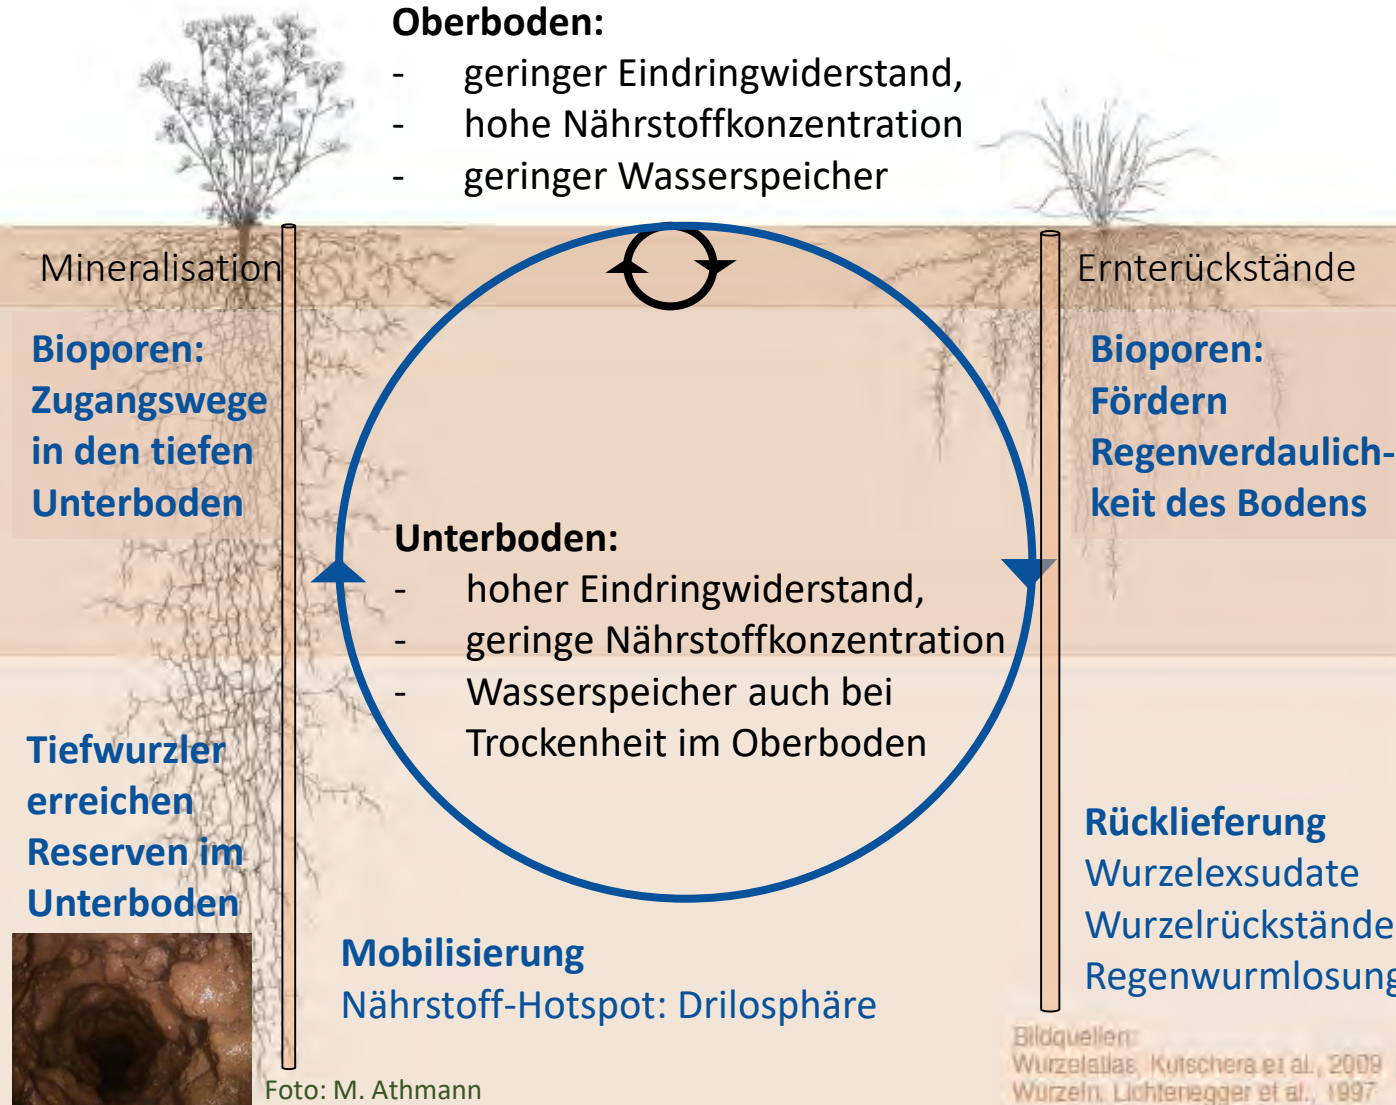 Oberboden:
- geringer Eindringwiderstand,
- hohe Nährstoffkonzentration
- geringer Wasserspeicher
Mineralisation
Ernterückstände
Bioporen:
Zugangswege
in den tiefen
Unterboden
Bioporen:
Fördern
Regenverdaulich-
keit des Bodens
Unterboden:
- hoher Eindringwiderstand,
- geringe Nährstoffkonzentration
- Wasserspeicher auch bei
Trockenheit im Oberboden
Tiefwurzler
erreichen
Reserven im
Unterboden
Rücklieferung
Wurzelexsudate
Wurzelrückstände
Regenwurmlosung
Mobilisierung
Nährstoff-Hotspot: Drilosphäre
Foto: M. Athmann
Bildquellen:
Wurzelatlas, Kutschera et al., 2009
Wurzeln, Lichtenegger et al., 1997